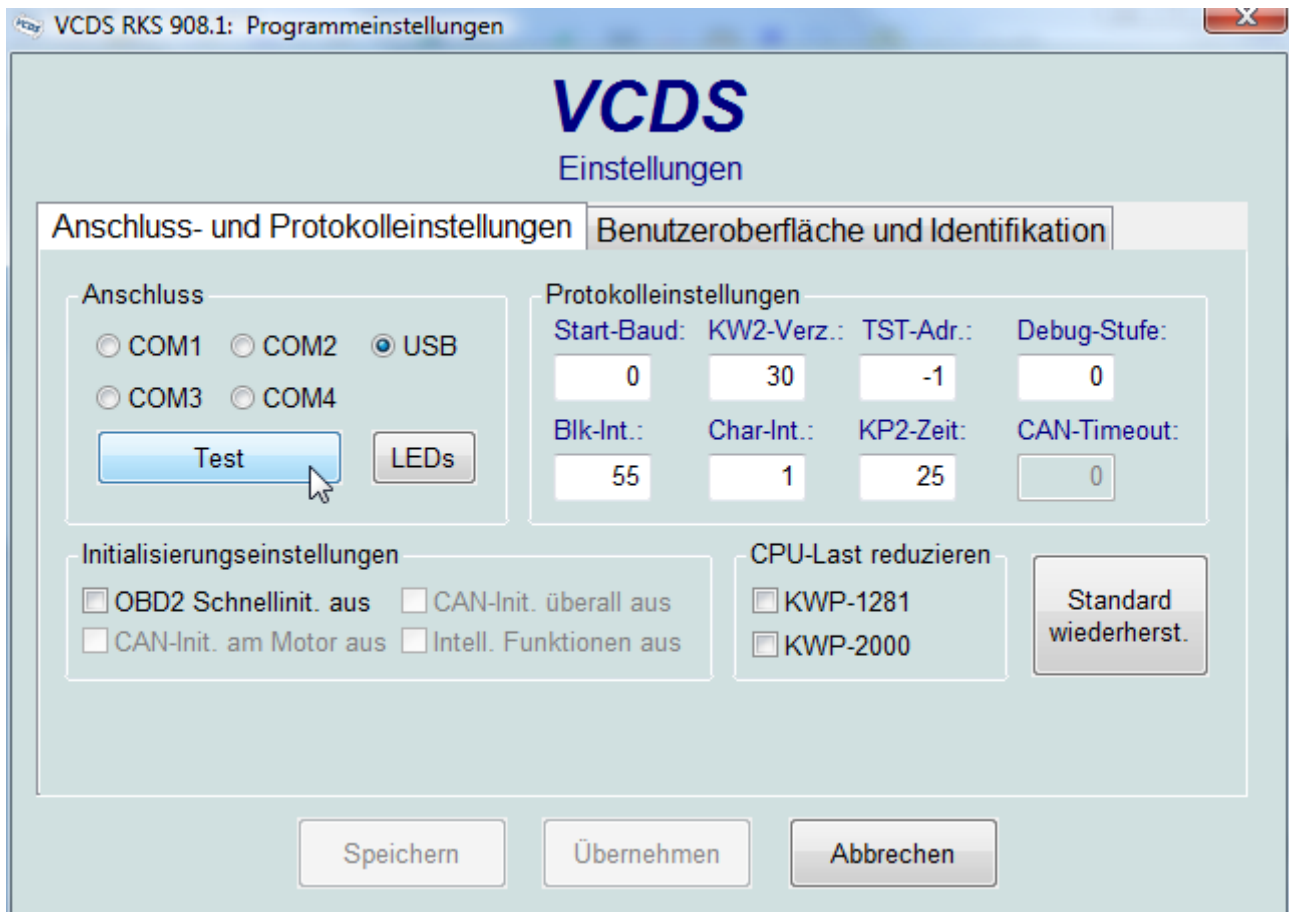 VCDS RKS 908.1: Programmeinstellungen
X
VCDS
Einstellungen
Anschluss- und Protokolleinstellungen Benutzeroberfläche und Identifikation
Anschluss
COM1 COM2 USB
COM3 COM4
Test LEDs
Protokolleinstellungen
Start-Baud: KW2-Verz.: TST-Adr.: Debug-Stufe:
0 30 -1 0
Blk-Int.: Char-Int.: KP2-Zeit: CAN-Timeout:
55 1 25 0
Initialisierungseinstellungen
OBD2 Schnellinit. aus CAN-Init. überall aus
CAN-Init. am Motor aus Intell. Funktionen aus
CPU-Last reduzieren
KWP-1281
KWP-2000
Standard
wiederherst.
Speichern Übernehmen Abbrechen